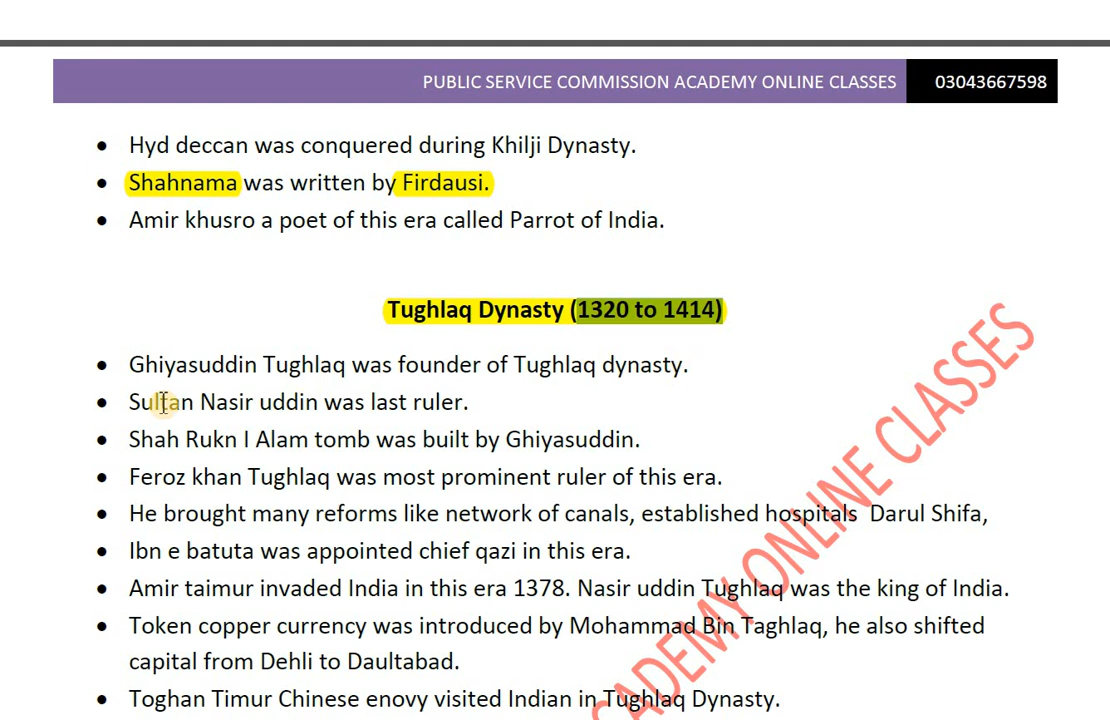 PUBLIC SERVICE COMMISSION ACADEMY ONLINE CLASSES 03043667598
• Hyd deccan was conquered during Khilji Dynasty.
• Shahnama was written by Firdausi.
• Amir khusro a poet of this era called Parrot of India.
Tughlaq Dynasty (1320 to 1414)
• Ghiyasuddin Tughlaq was founder of Tughlaq dynasty.
• Sultan Nasir uddin was last ruler.
• Shah Rukn I Alam tomb was built by Ghiyasuddin.
• Feroz khan Tughlaq was most prominent ruler of this era.
• He brought many reforms like network of canals, established hospitals Darul Shifa,
• Ibn e batuta was appointed chief qazi in this era.
• Amir taimur invaded India in this era 1378. Nasir uddin Tughlaq was the king of India.
• Token copper currency was introduced by Mohammad Bin Taghlaq, he also shifted
capital from Dehli to Daultabad.
• Toghan Timur Chinese enovy visited Indian in Tughlaq Dynasty.
ADEMY ONLINE CLASSES